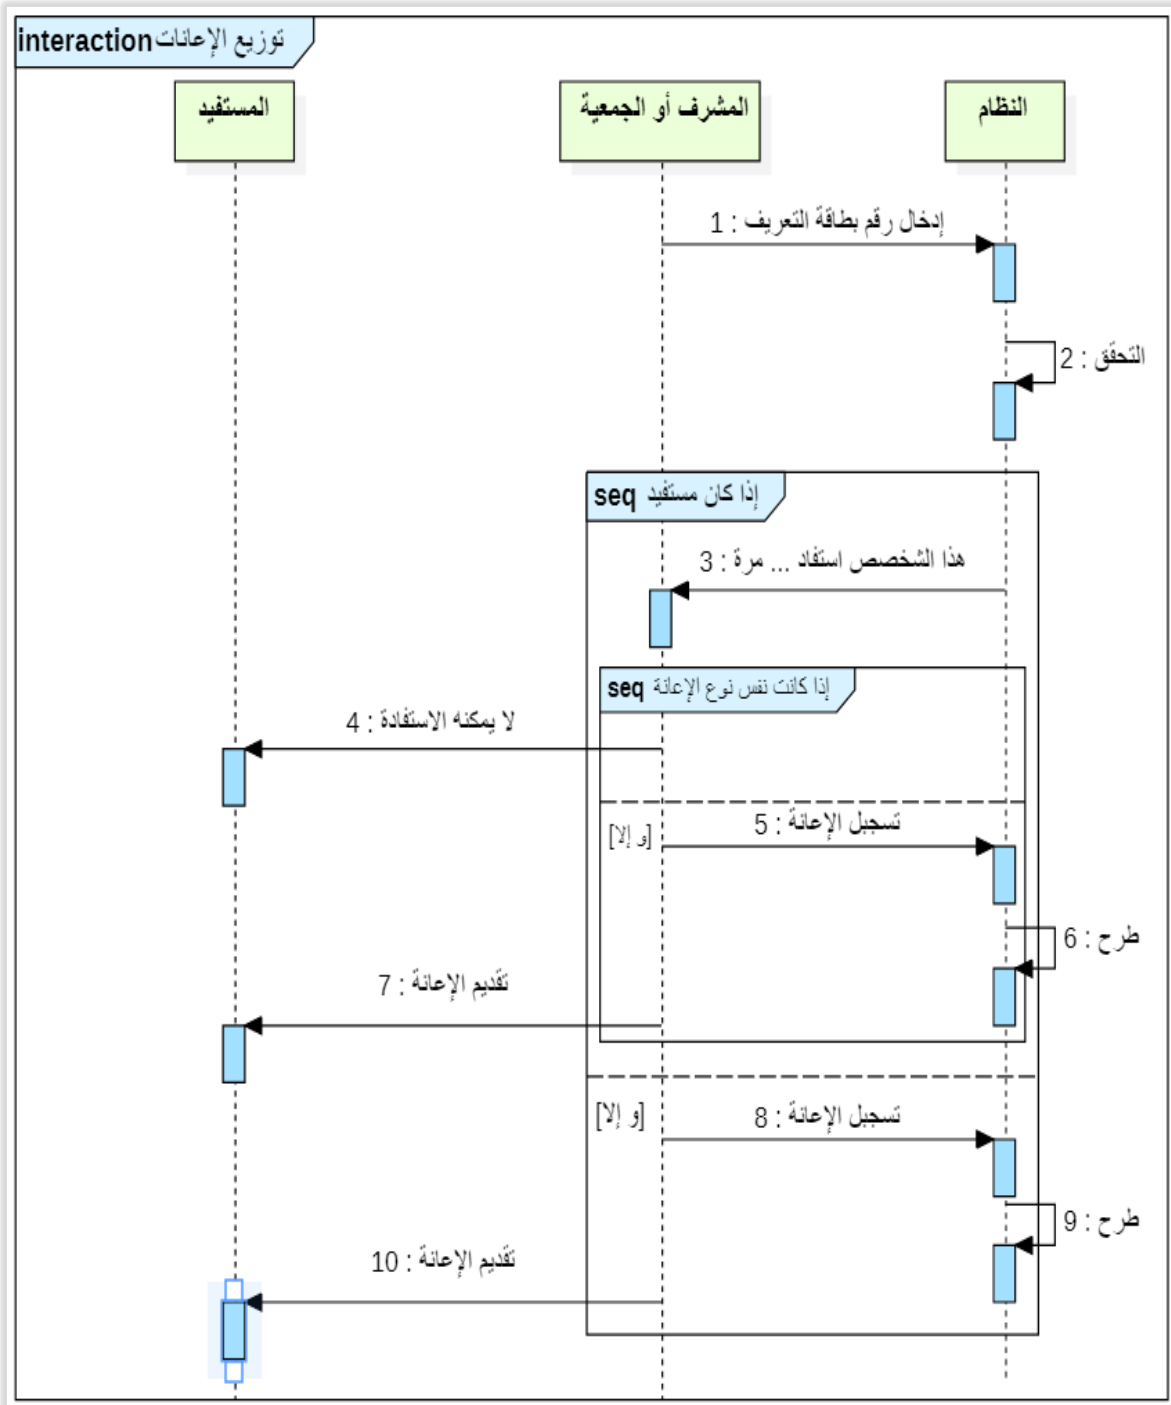 interaction توزيع الإعانات
النظام
المشرف أو الجمعية
المستفيد
1 : إدخال رقم بطاقة التعريف
2 : التحقق
seq إذا كان مستفيد
3 : هذا الشخصص استفاد ... مرة
seq إذا كانت نفس نوع الإعانة
4 : لا يمكنه الاستفادة
[و إلا]
5 : تسجيل الإعانة
6 : طرح
7 : تقديم الإعانة
[و إلا]
8 : تسجيل الإعانة
9 : طرح
10 : تقديم الإعانة